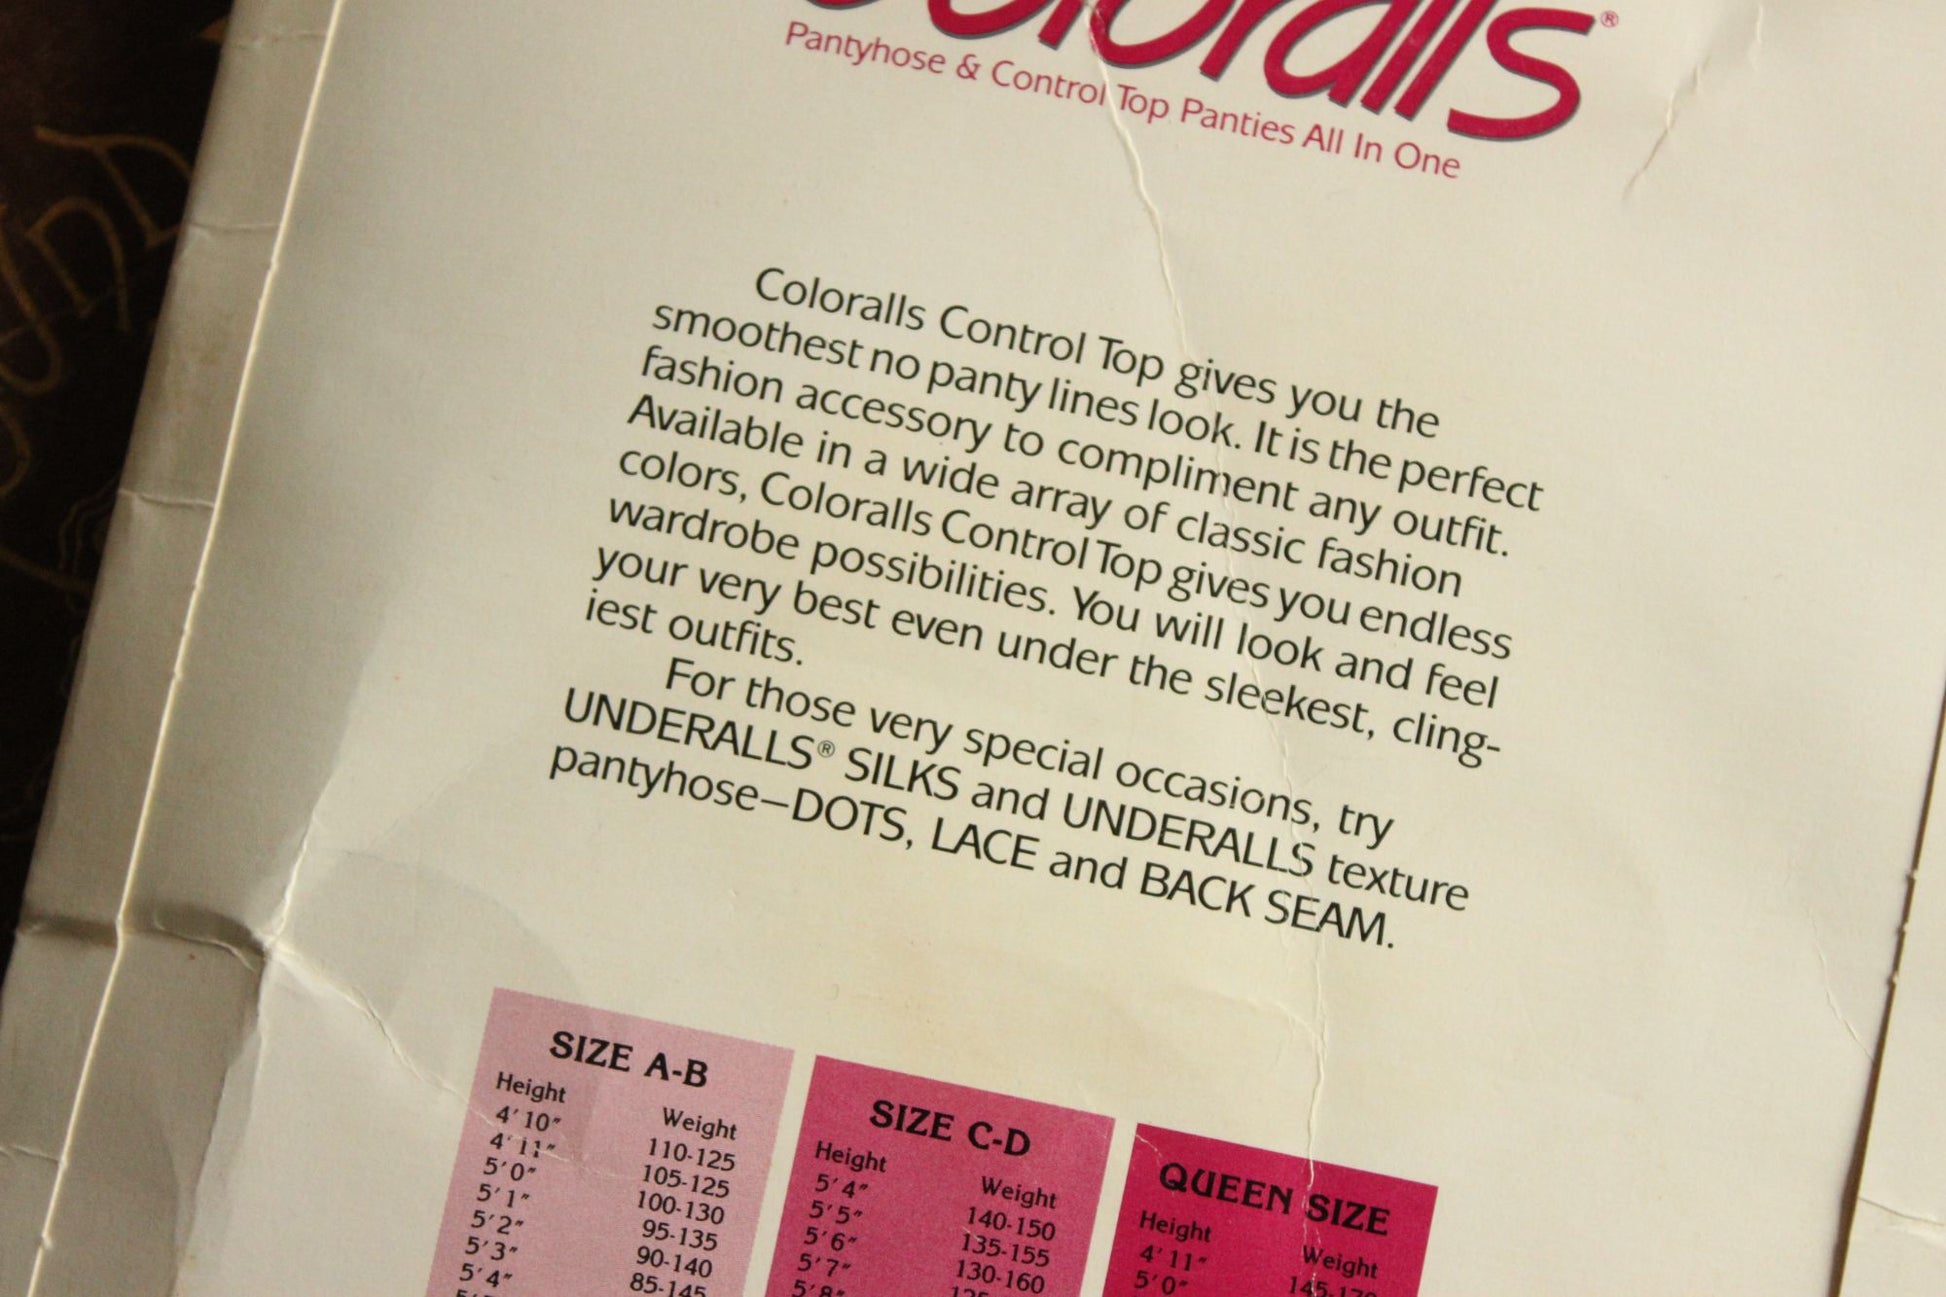 Coloralls®
Pantyhose & Control Top Panties All In One
Coloralls Control Top gives you the
smoothest no panty lines look. It is the perfect
fashion accessory to compliment any outfit.
Available in a wide array of classic fashion
colors, Coloralls Control Top gives you endless
wardrobe possibilities. You will look and feel
your very best even under the sleekest, cling-
iest outfits.
For those very special occasions, try
UNDERALLS® SILKS and UNDERALLS texture
pantyhose—DOTS, LACE and BACK SEAM.
SIZE A-B
Height Weight
4'10" 110-125
4'11" 105-125
5'0" 100-130
5'1" 95-135
5'2" 90-140
5'3" 85-145
5'4"
SIZE C-D
Height Weight
5'4" 140-150
5'5" 135-155
5'6" 130-160
5'7"
5'8"
QUEEN SIZE
Height Weight
4'11" 145-170
5'0"